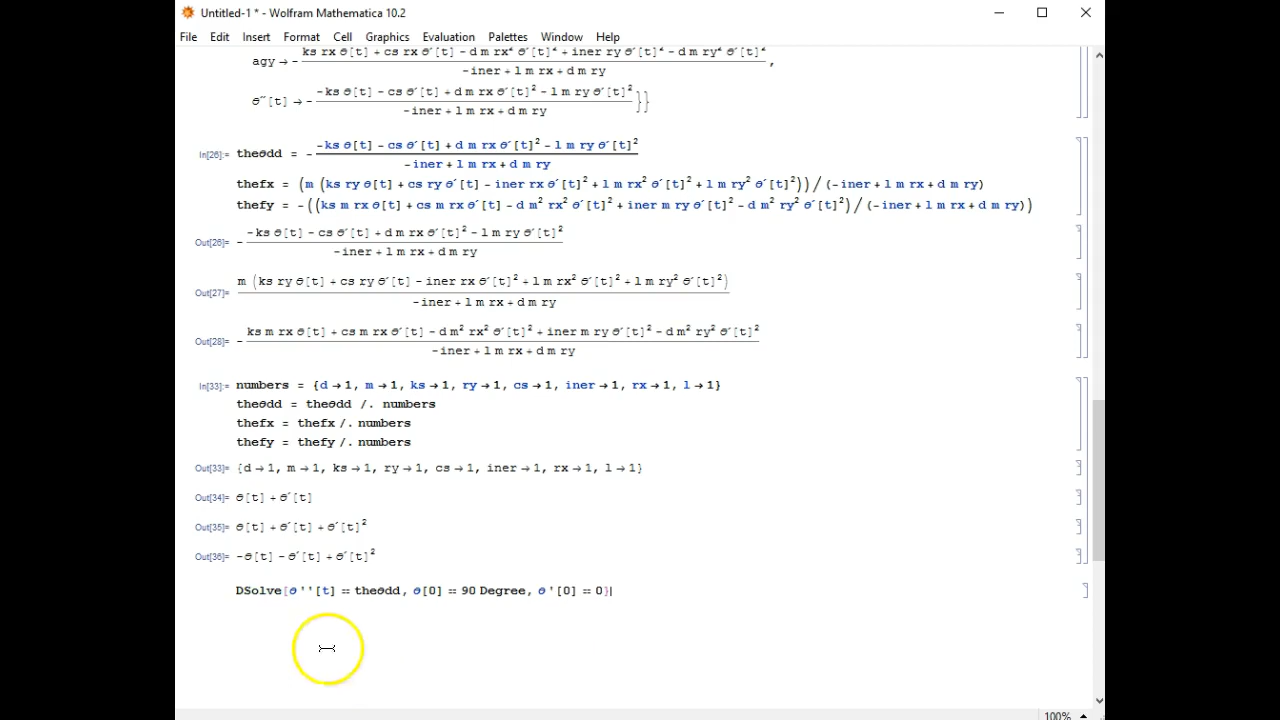 Untitled-1 * - Wolfram Mathematica 10.2
File Edit Insert Format Cell Graphics Evaluation Palettes Window Help
ks rx θ[t] + cs rx θ′[t] - d m rx² θ′[t]² + iner ry θ′[t]² - d m ry² θ′[t]²
agy → - ,
-iner + l m rx + d m ry
-ks θ[t] - cs θ′[t] + d m rx θ′[t]² - l m ry θ′[t]²
θ″[t] → - }}
-iner + l m rx + d m ry
-ks θ[t] - cs θ′[t] + d m rx θ′[t]² - l m ry θ′[t]²
In[26]:= theθdd = -
-iner + l m rx + d m ry
thefx = (m (ks ry θ[t] + cs ry θ′[t] - iner rx θ′[t]² + l m rx² θ′[t]² + l m ry² θ′[t]²)) / (-iner + l m rx + d m ry)
thefy = -((ks m rx θ[t] + cs m rx θ′[t] - d m² rx² θ′[t]² + iner m ry θ′[t]² - d m² ry² θ′[t]²) / (-iner + l m rx + d m ry))
-ks θ[t] - cs θ′[t] + d m rx θ′[t]² - l m ry θ′[t]²
Out[26]= -
-iner + l m rx + d m ry
m (ks ry θ[t] + cs ry θ′[t] - iner rx θ′[t]² + l m rx² θ′[t]² + l m ry² θ′[t]²)
Out[27]=
-iner + l m rx + d m ry
ks m rx θ[t] + cs m rx θ′[t] - d m² rx² θ′[t]² + iner m ry θ′[t]² - d m² ry² θ′[t]²
Out[28]= -
-iner + l m rx + d m ry
In[33]:= numbers = {d → 1, m → 1, ks → 1, ry → 1, cs → 1, iner → 1, rx → 1, l → 1}
theθdd = theθdd /. numbers
thefx = thefx /. numbers
thefy = thefy /. numbers
Out[33]= {d → 1, m → 1, ks → 1, ry → 1, cs → 1, iner → 1, rx → 1, l → 1}
Out[34]= θ[t] + θ′[t]
Out[35]= θ[t] + θ′[t] + θ′[t]²
Out[36]= -θ[t] - θ′[t] + θ′[t]²
DSolve[θ''[t] == theθdd, θ[0] == 90 Degree, θ'[0] == 0}
100%